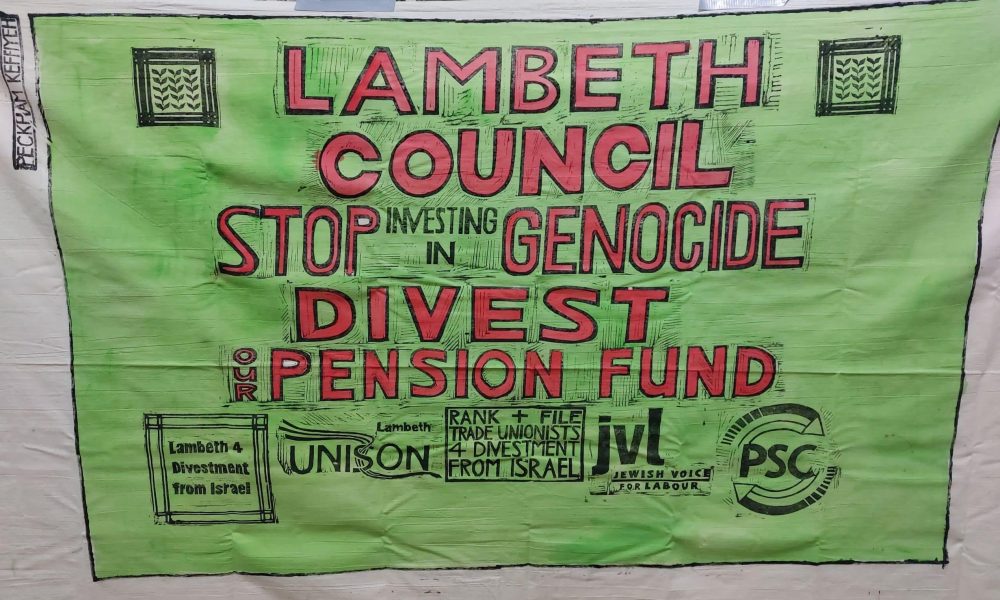 PECKHAM KEFFIYEH
LAMBETH
COUNCIL
STOP INVESTING IN GENOCIDE
DIVEST
OUR PENSION FUND
Lambeth 4
Divestment
from Israel
Lambeth
UNISON
RANK + FILE
TRADE UNIONISTS
4 DIVESTMENT
FROM ISRAEL
jvl
JEWISH VOICE
FOR LABOUR
PSC